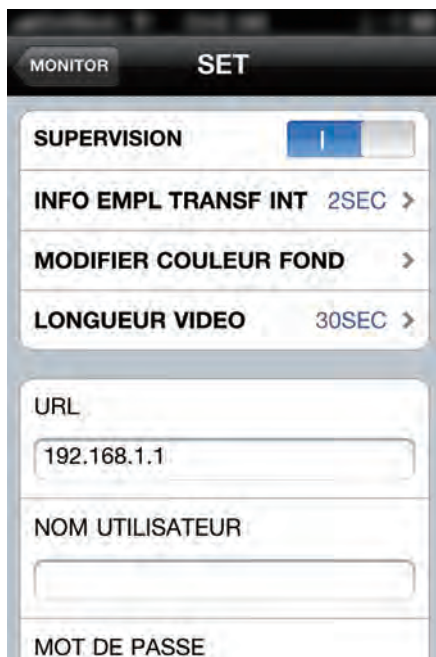 MONITOR SET
SUPERVISION
INFO EMPL TRANSF INT 2SEC >
MODIFIER COULEUR FOND >
LONGUEUR VIDEO 30SEC >
URL
192.168.1.1
NOM UTILISATEUR
MOT DE PASSE